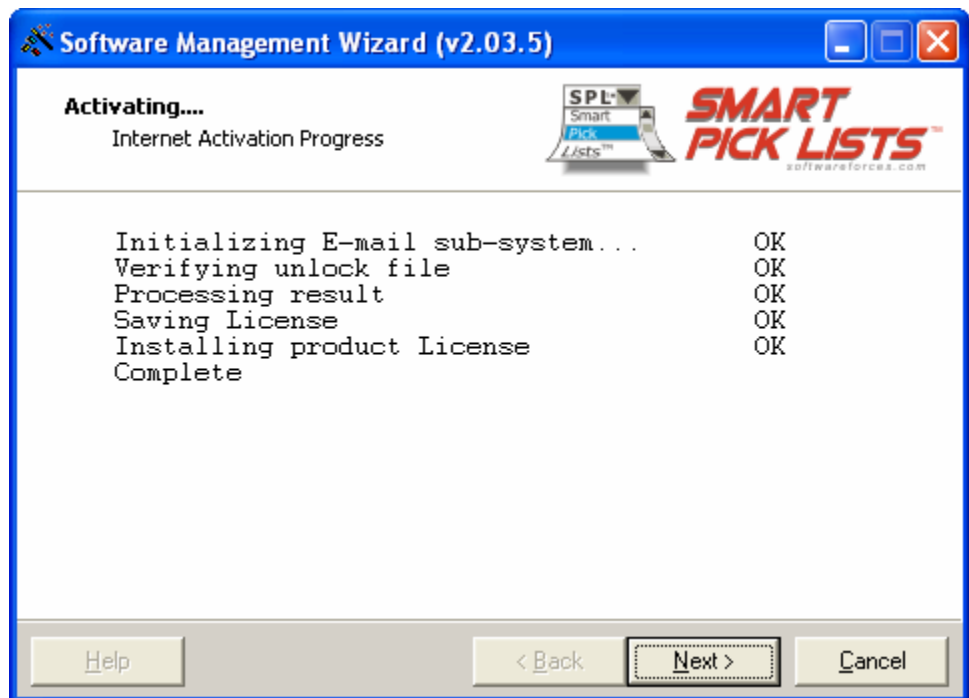 Software Management Wizard (v2.03.5)
Activating....
Internet Activation Progress
SPL
Smart
Pick
Lists™
SMART
PICK LISTS™
softwareforces.com
Initializing E-mail sub-system... OK
Verifying unlock file OK
Processing result OK
Saving License OK
Installing product License OK
Complete
Help < Back Next > Cancel